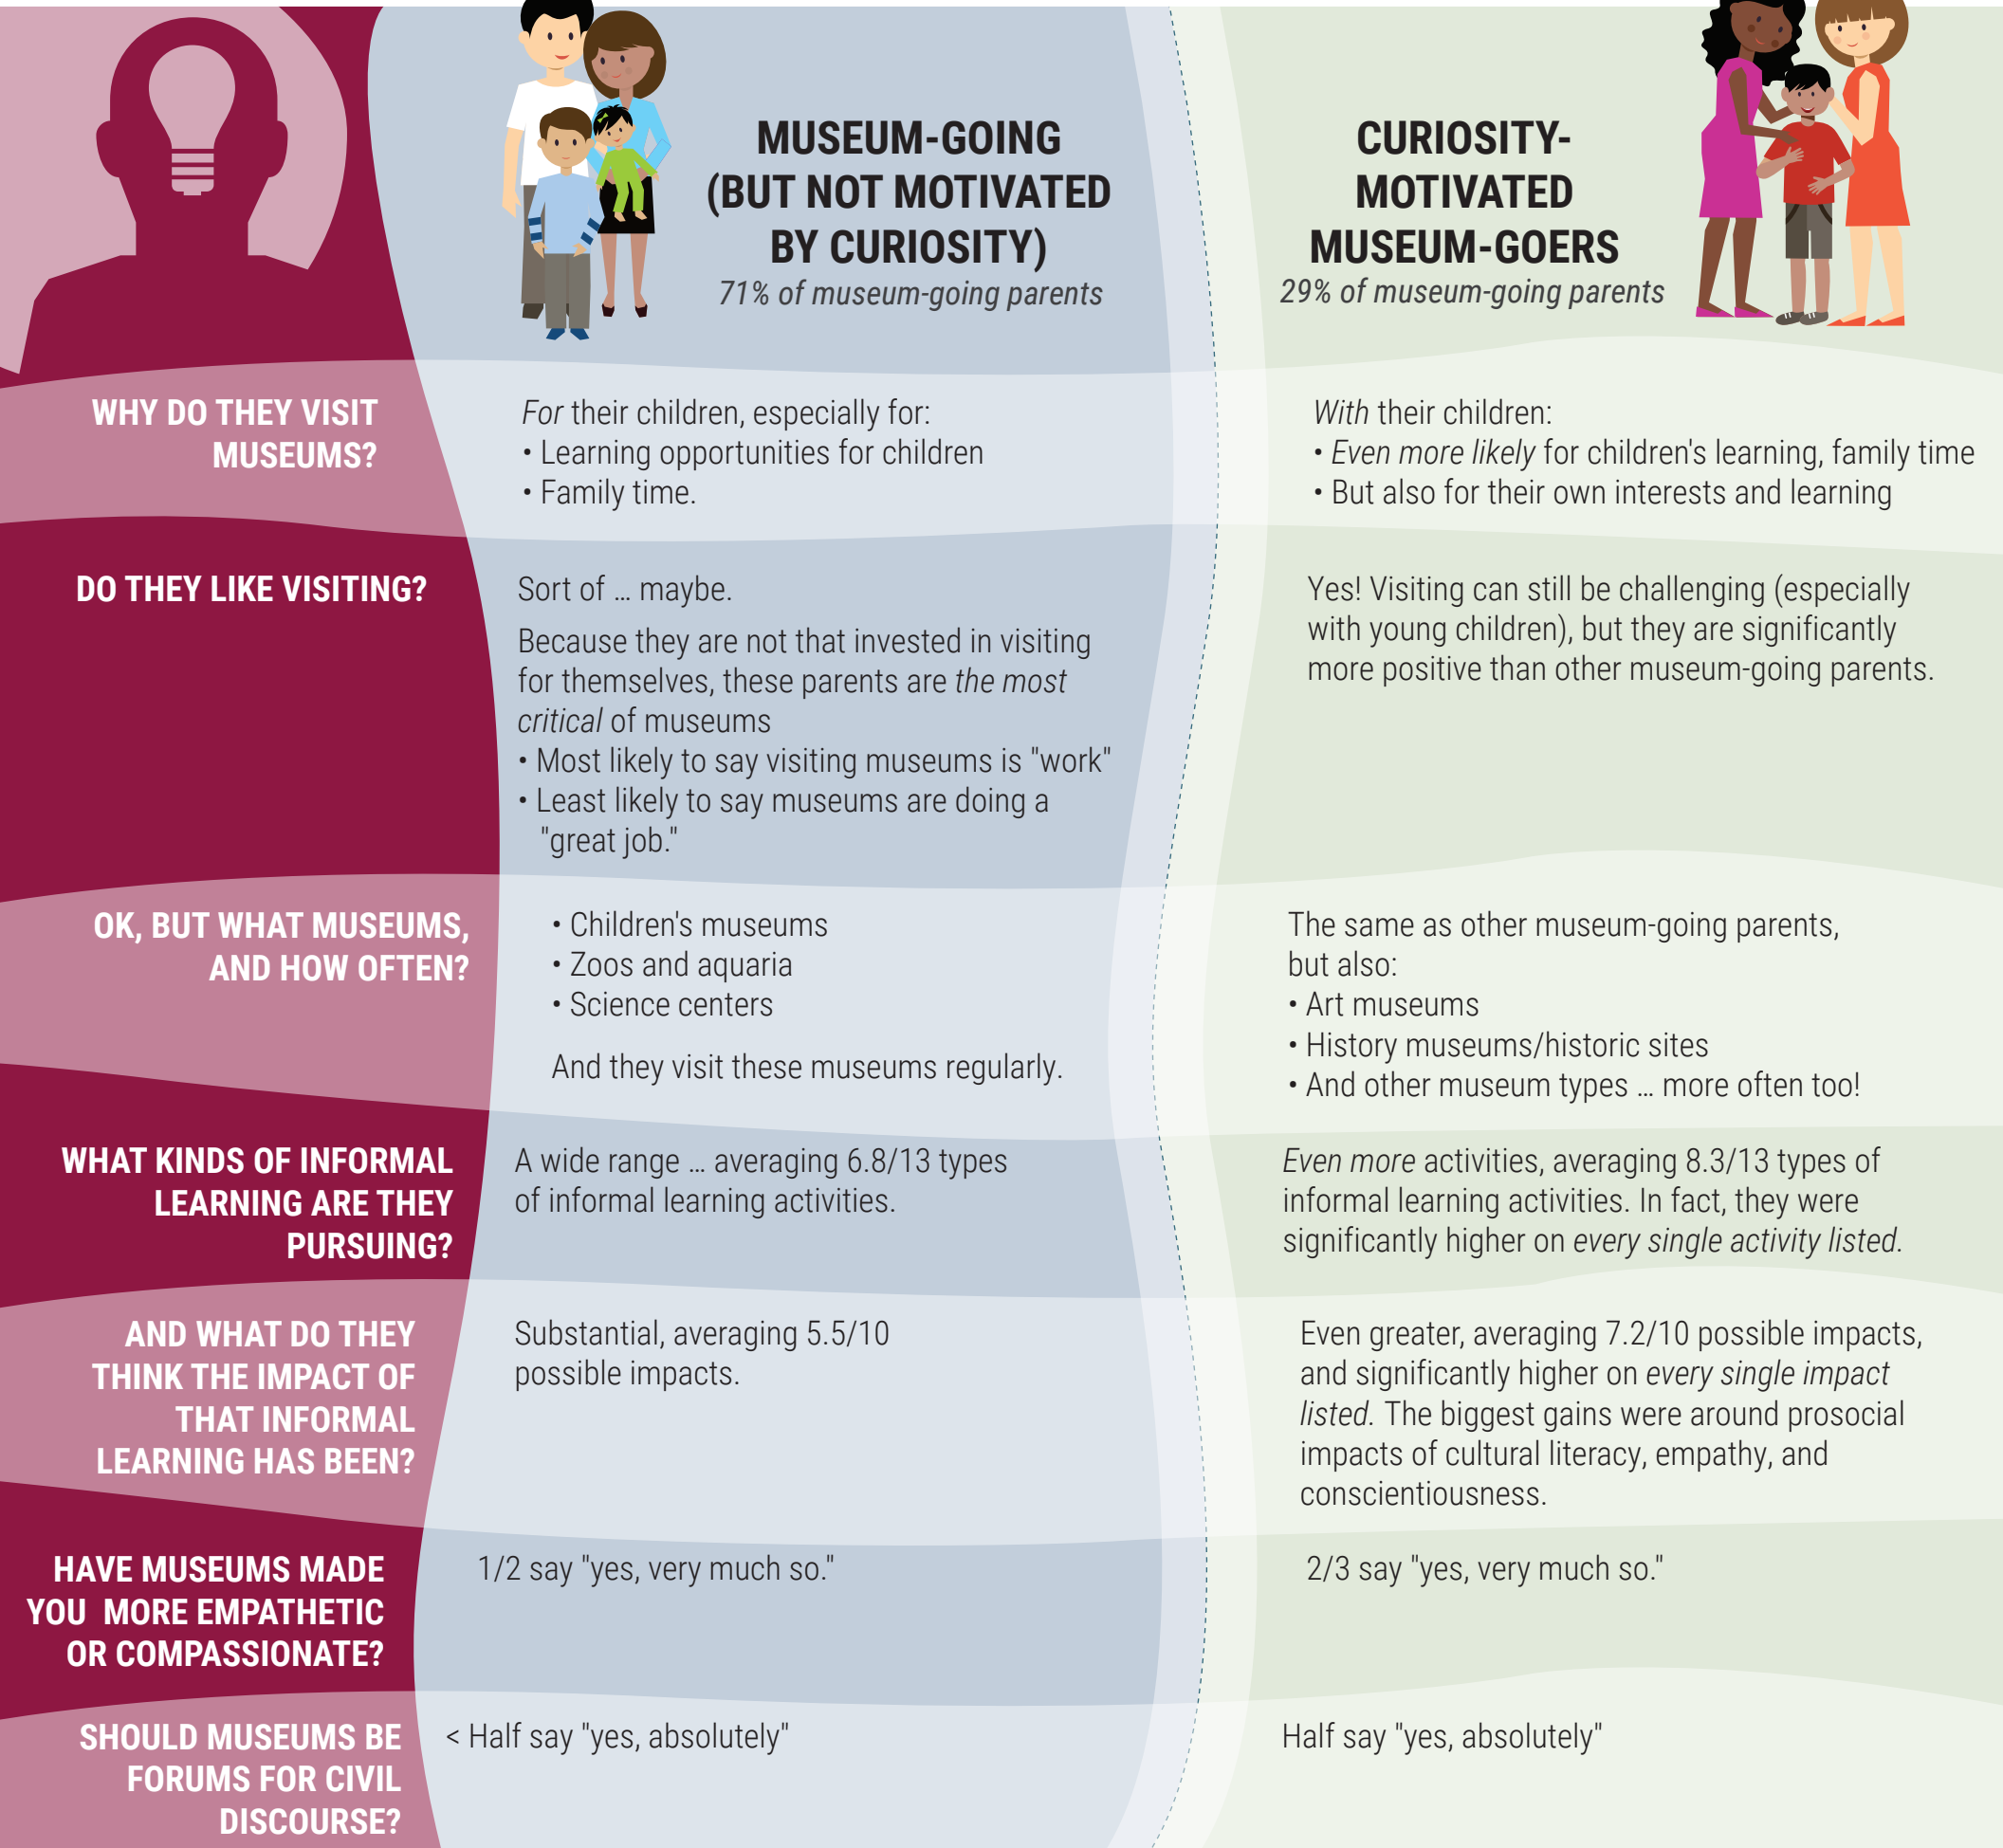 MUSEUM-GOING
(BUT NOT MOTIVATED
BY CURIOSITY)
71% of museum-going parents
CURIOSITY-
MOTIVATED
MUSEUM-GOERS
29% of museum-going parents
WHY DO THEY VISIT
MUSEUMS?
For their children, especially for:
• Learning opportunities for children
• Family time.
With their children:
• Even more likely for children's learning, family time
• But also for their own interests and learning
DO THEY LIKE VISITING?
Sort of ... maybe.
Because they are not that invested in visiting
for themselves, these parents are the most
critical of museums
• Most likely to say visiting museums is "work"
• Least likely to say museums are doing a
"great job."
Yes! Visiting can still be challenging (especially
with young children), but they are significantly
more positive than other museum-going parents.
OK, BUT WHAT MUSEUMS,
AND HOW OFTEN?
• Children's museums
• Zoos and aquaria
• Science centers
And they visit these museums regularly.
The same as other museum-going parents,
but also:
• Art museums
• History museums/historic sites
• And other museum types ... more often too!
WHAT KINDS OF INFORMAL
LEARNING ARE THEY
PURSUING?
A wide range ... averaging 6.8/13 types
of informal learning activities.
Even more activities, averaging 8.3/13 types of
informal learning activities. In fact, they were
significantly higher on every single activity listed.
AND WHAT DO THEY
THINK THE IMPACT OF
THAT INFORMAL
LEARNING HAS BEEN?
Substantial, averaging 5.5/10
possible impacts.
Even greater, averaging 7.2/10 possible impacts,
and significantly higher on every single impact
listed. The biggest gains were around prosocial
impacts of cultural literacy, empathy, and
conscientiousness.
HAVE MUSEUMS MADE
YOU MORE EMPATHETIC
OR COMPASSIONATE?
1/2 say "yes, very much so."
2/3 say "yes, very much so."
SHOULD MUSEUMS BE
FORUMS FOR CIVIL
DISCOURSE?
< Half say "yes, absolutely"
Half say "yes, absolutely"